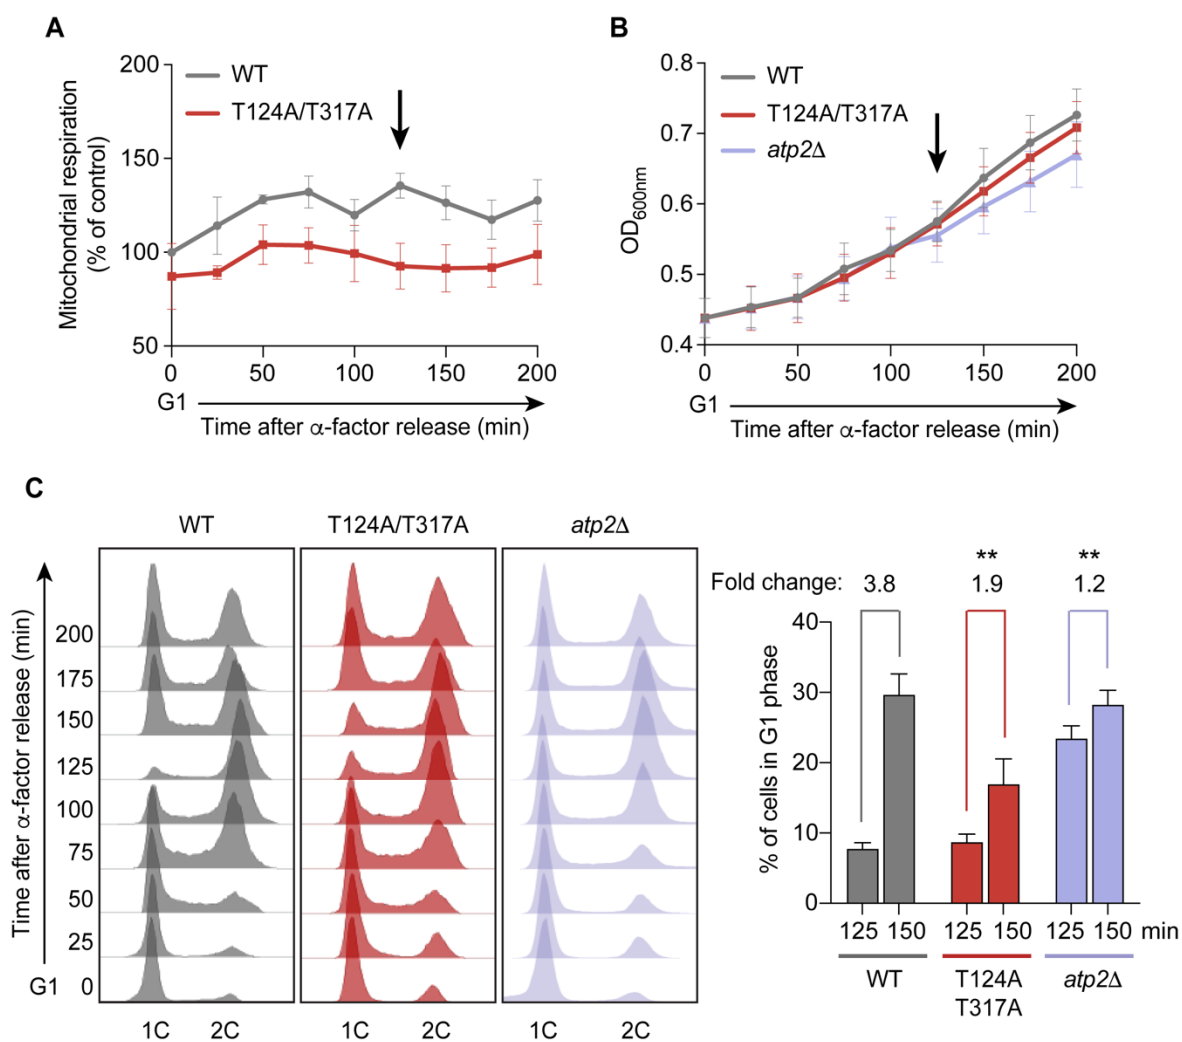 A
200
150
100
50
Mitochondrial respiration
(% of control)
WT
T124A/T317A
0 50 100 150 200
G1
Time after α-factor release (min)
B
0.8
0.7
0.6
0.5
0.4
OD600nm
WT
T124A/T317A
atp2Δ
0 50 100 150 200
G1
Time after α-factor release (min)
C
WT T124A/T317A atp2Δ
Time after α-factor release (min)
200
175
150
125
100
75
50
25
G1 0
1C 2C 1C 2C 1C 2C
** **
Fold change: 3.8 1.9 1.2
% of cells in G1 phase
40
30
20
10
0
125 150 125 150 125 150 min
WT T124A atp2Δ
T317A